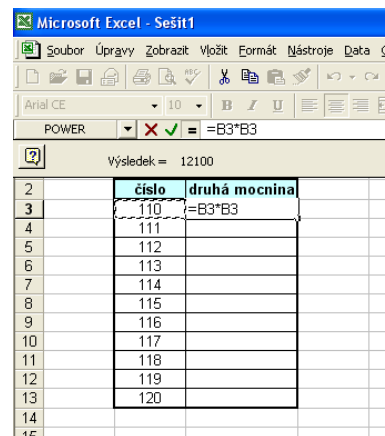 Microsoft Excel - Sešit1
Soubor Úpravy Zobrazit Vložit Formát Nástroje Data
Arial CE 10 B I U
POWER = =B3*B3
Výsledek = 12100
2 číslo druhá mocnina
3 110 =B3*B3
4 111
5 112
6 113
7 114
8 115
9 116
10 117
11 118
12 119
13 120
14
15